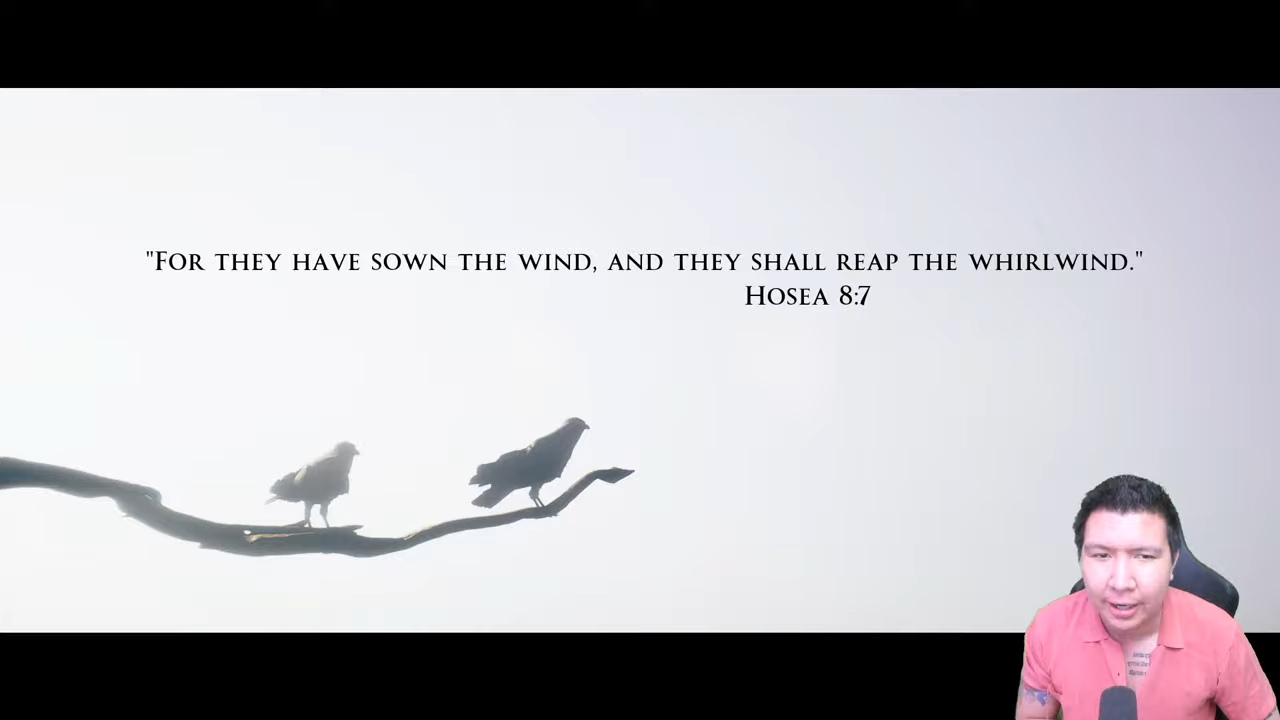 "For they have sown the wind, and they shall reap the whirlwind."
Hosea 8:7